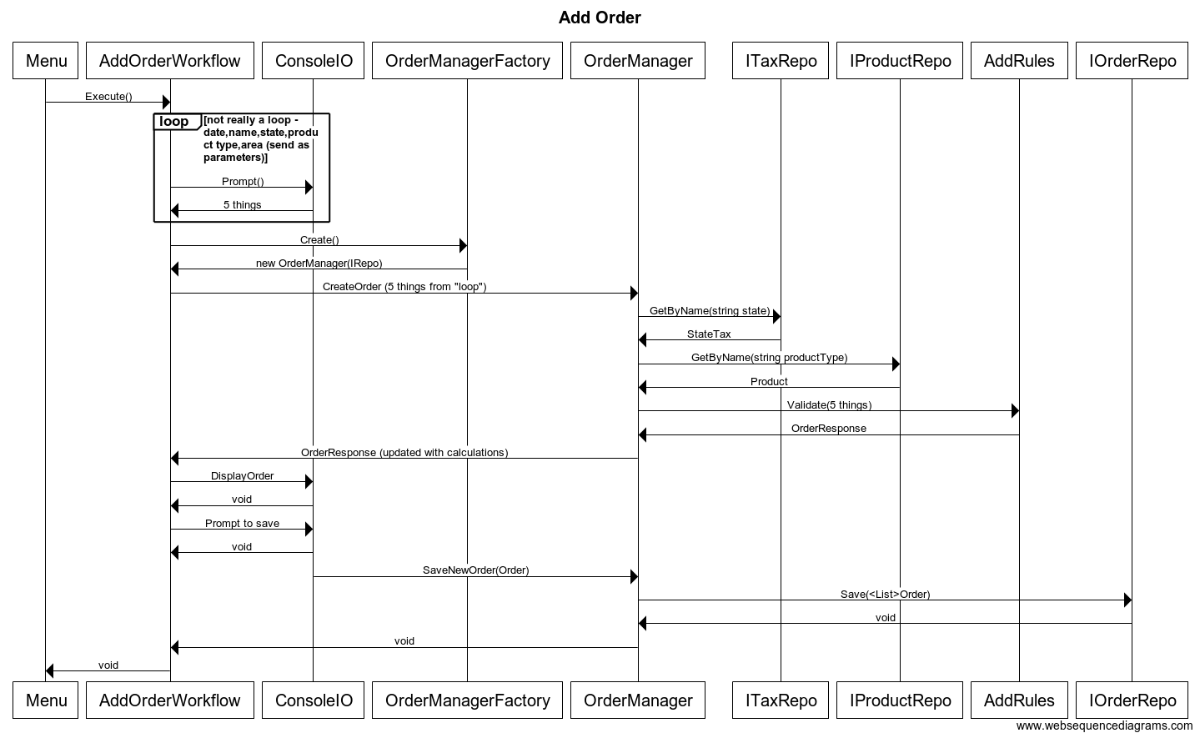 Add Order
Menu AddOrderWorkflow ConsoleIO OrderManagerFactory OrderManager ITaxRepo IProductRepo AddRules IOrderRepo
Execute()
loop [not really a loop -
date,name,state,produ
ct type,area (send as
parameters)]
Prompt()
5 things
Create()
new OrderManager(IRepo)
CreateOrder (5 things from "loop")
GetByName(string state)
StateTax
GetByName(string productType)
Product
Validate(5 things)
OrderResponse
OrderResponse (updated with calculations)
DisplayOrder
void
Prompt to save
void
SaveNewOrder(Order)
Save(<List>Order)
void
void
void
Menu AddOrderWorkflow ConsoleIO OrderManagerFactory OrderManager ITaxRepo IProductRepo AddRules IOrderRepo
www.websequencediagrams.com